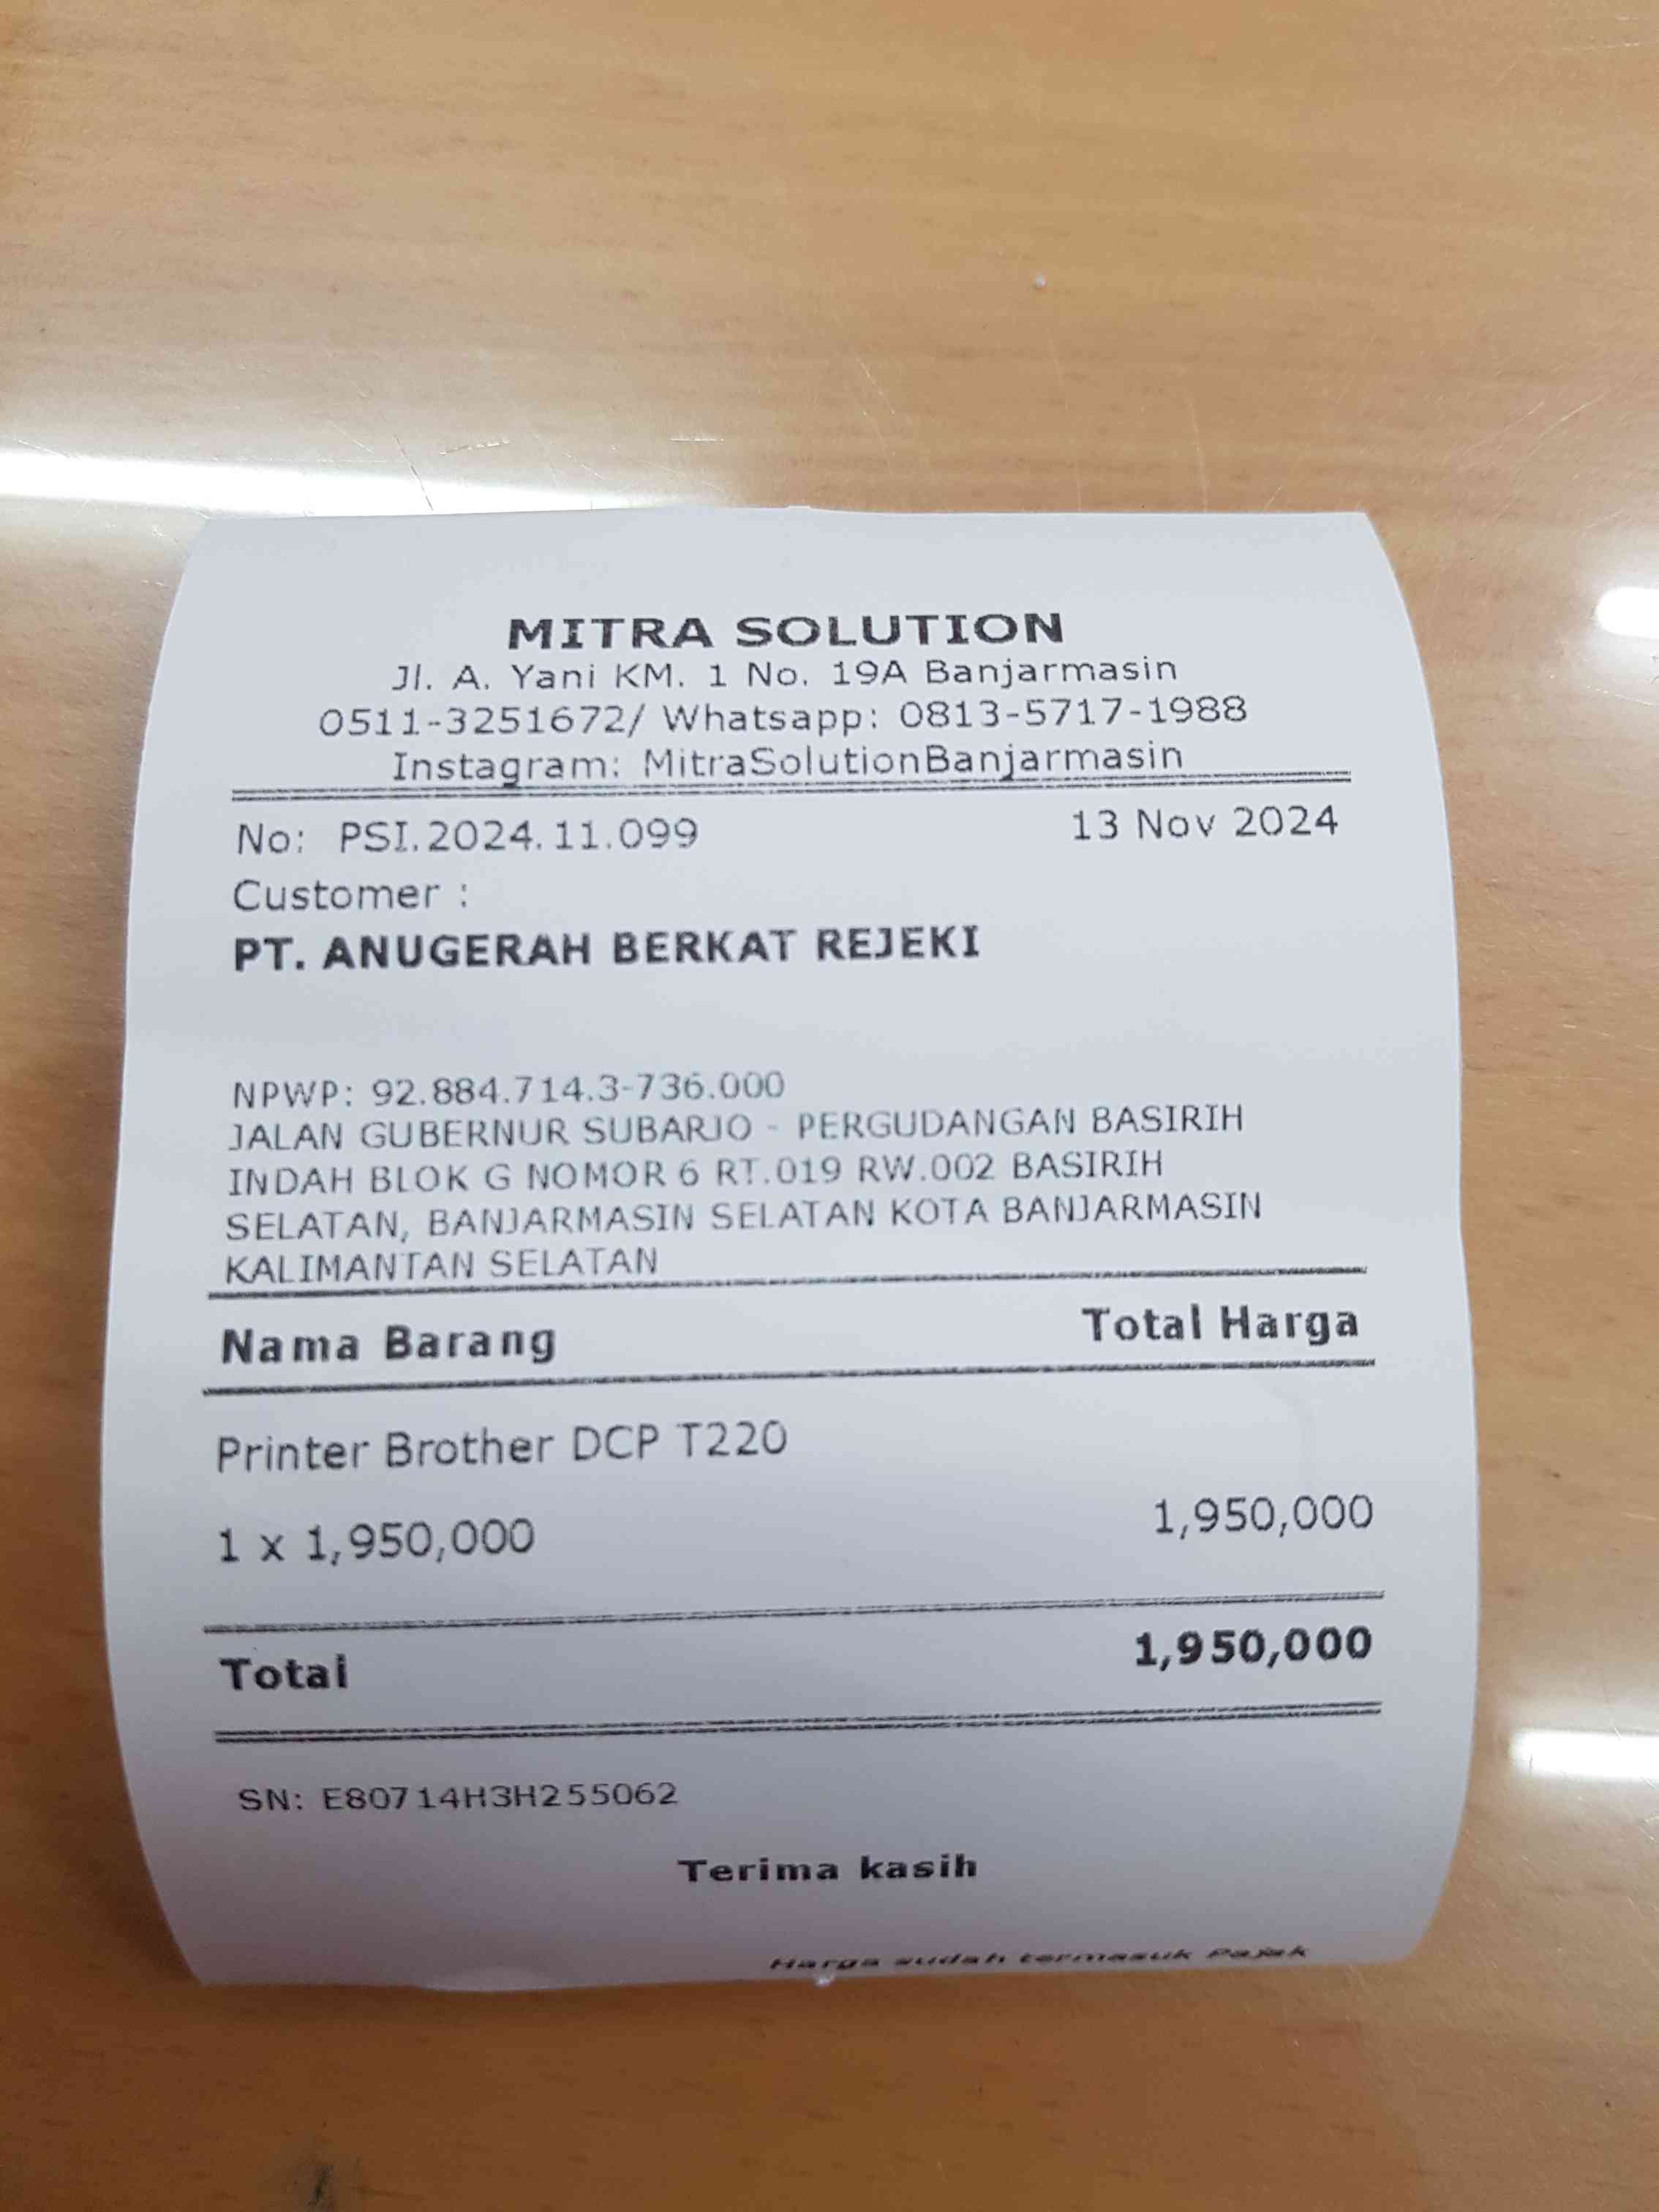 MITRA SOLUTION
Jl. A. Yani KM. 1 No. 19A Banjarmasin
0511-3251672/ Whatsapp: 0813-5717-1988
Instagram: MitraSolutionBanjarmasin
No: PSI.2024.11.099 13 Nov 2024
Customer :
PT. ANUGERAH BERKAT REJEKI
NPWP: 92.884.714.3-736.000
JALAN GUBERNUR SUBARJO - PERGUDANGAN BASIRIH
INDAH BLOK G NOMOR 6 RT.019 RW.002 BASIRIH
SELATAN, BANJARMASIN SELATAN KOTA BANJARMASIN
KALIMANTAN SELATAN
Nama Barang Total Harga
Printer Brother DCP T220
1 x 1,950,000 1,950,000
Total 1,950,000
SN: E80714H3H255062
Terima kasih
Harga sudah termasuk Pajak